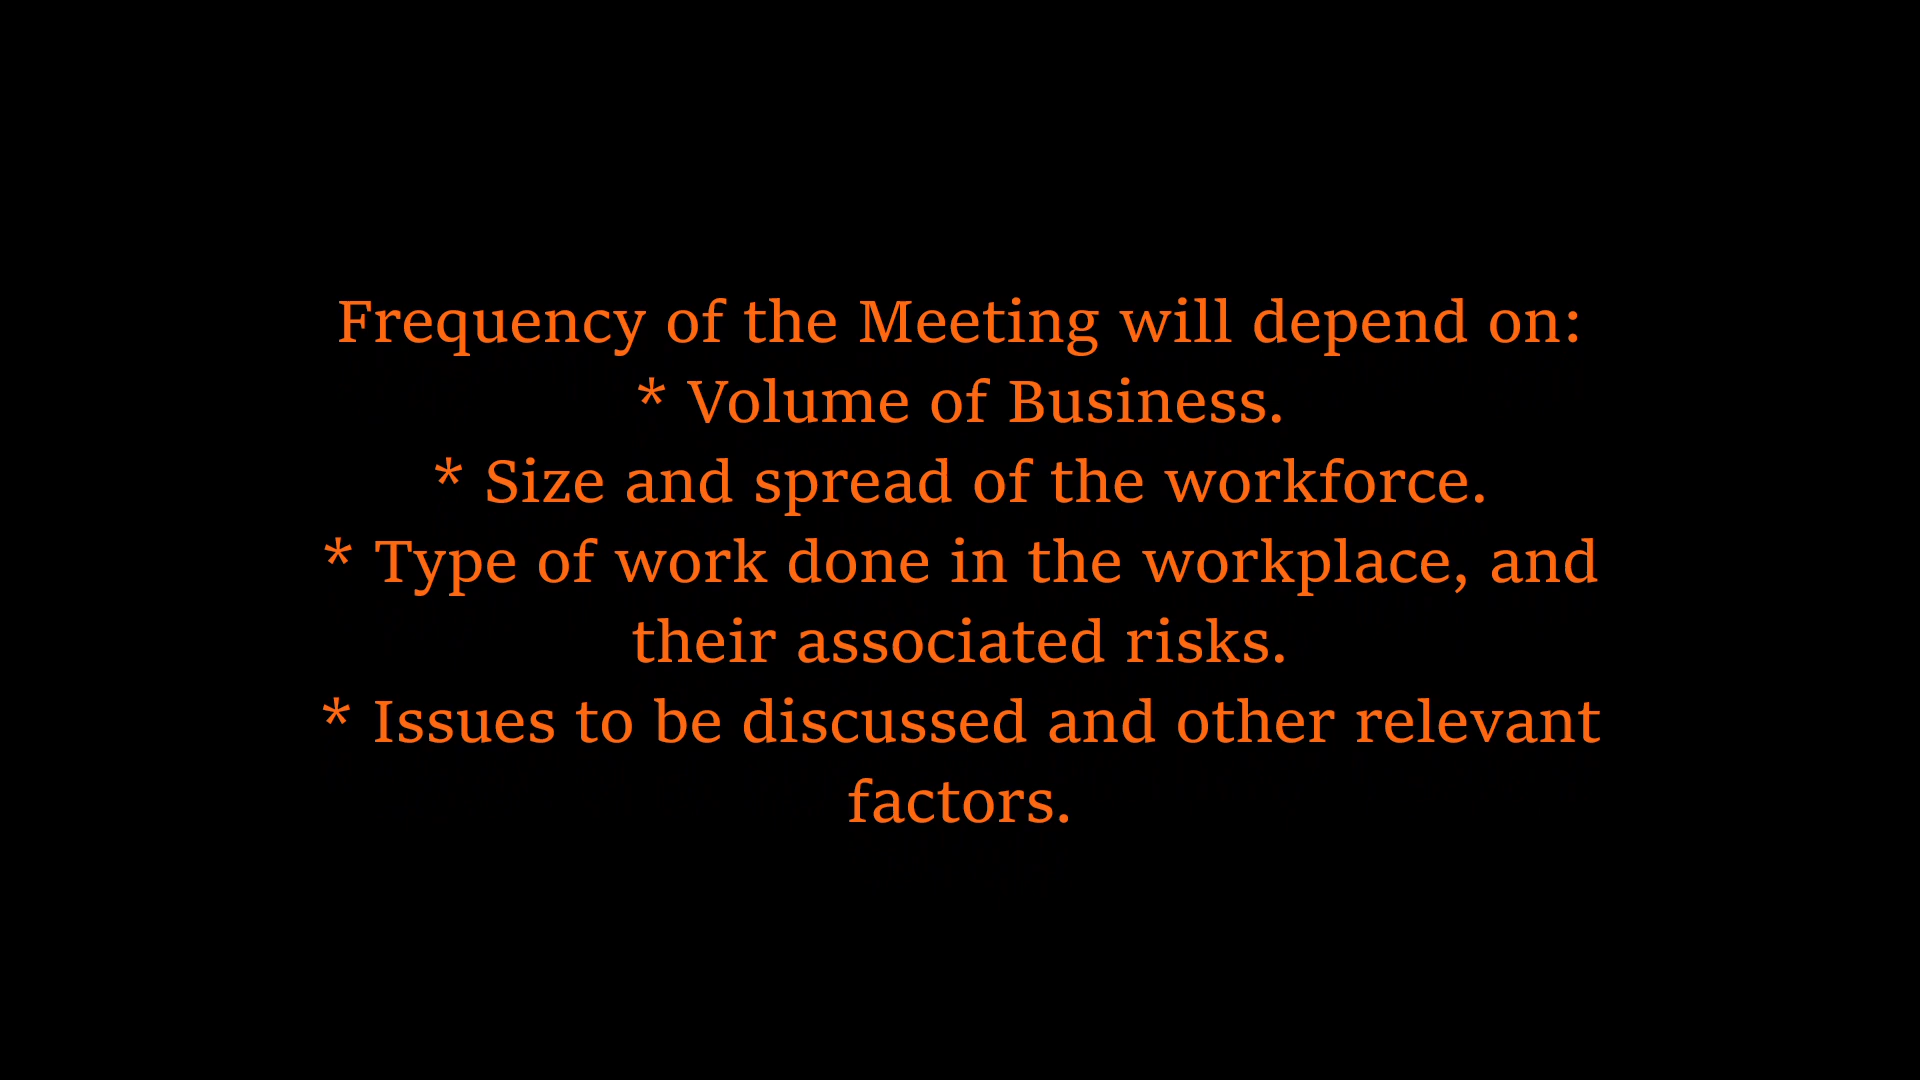 Frequency of the Meeting will depend on:
* Volume of Business.
* Size and spread of the workforce.
* Type of work done in the workplace, and
their associated risks.
* Issues to be discussed and other relevant
factors.